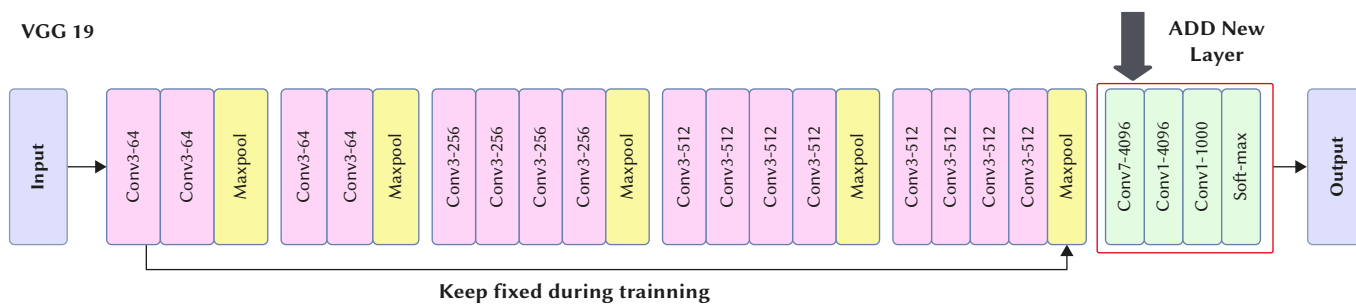 VGG 19
ADD New
Layer
Input
Conv3-64
Conv3-64
Maxpool
Conv3-64
Conv3-64
Maxpool
Conv3-256
Conv3-256
Conv3-256
Conv3-256
Maxpool
Conv3-512
Conv3-512
Conv3-512
Conv3-512
Maxpool
Conv3-512
Conv3-512
Conv3-512
Conv3-512
Maxpool
Conv7-4096
Conv1-4096
Conv1-1000
Soft-max
Output
Keep fixed during trainning